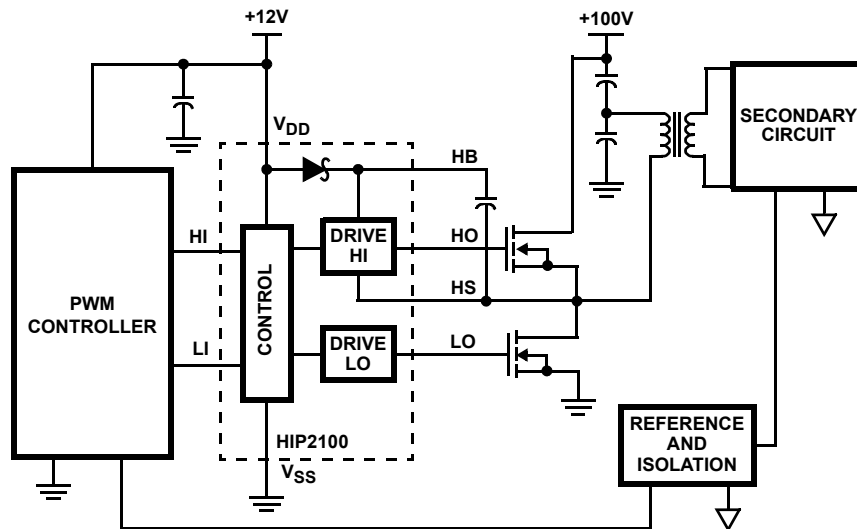 +12V
+100V
VDD
SECONDARY
CIRCUIT
HB
DRIVE
HI
HI
HO
PWM
CONTROLLER
CONTROL
HS
LI
DRIVE
LO
LO
REFERENCE
AND
ISOLATION
HIP2100
VSS